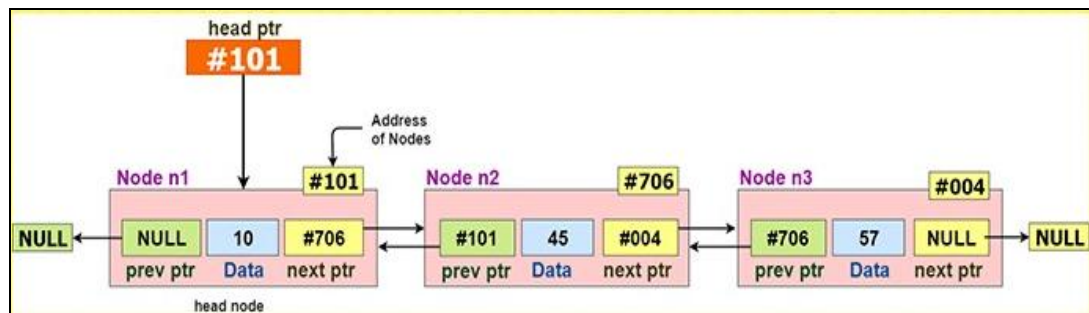 head ptr
#101
Address
of Nodes
Node n1
#101
Node n2
#706
Node n3
#004
NULL
NULL
10
#706
#101
45
#004
#706
57
NULL
NULL
prev ptr
Data
next ptr
prev ptr
Data
next ptr
prev ptr
Data
next ptr
head node